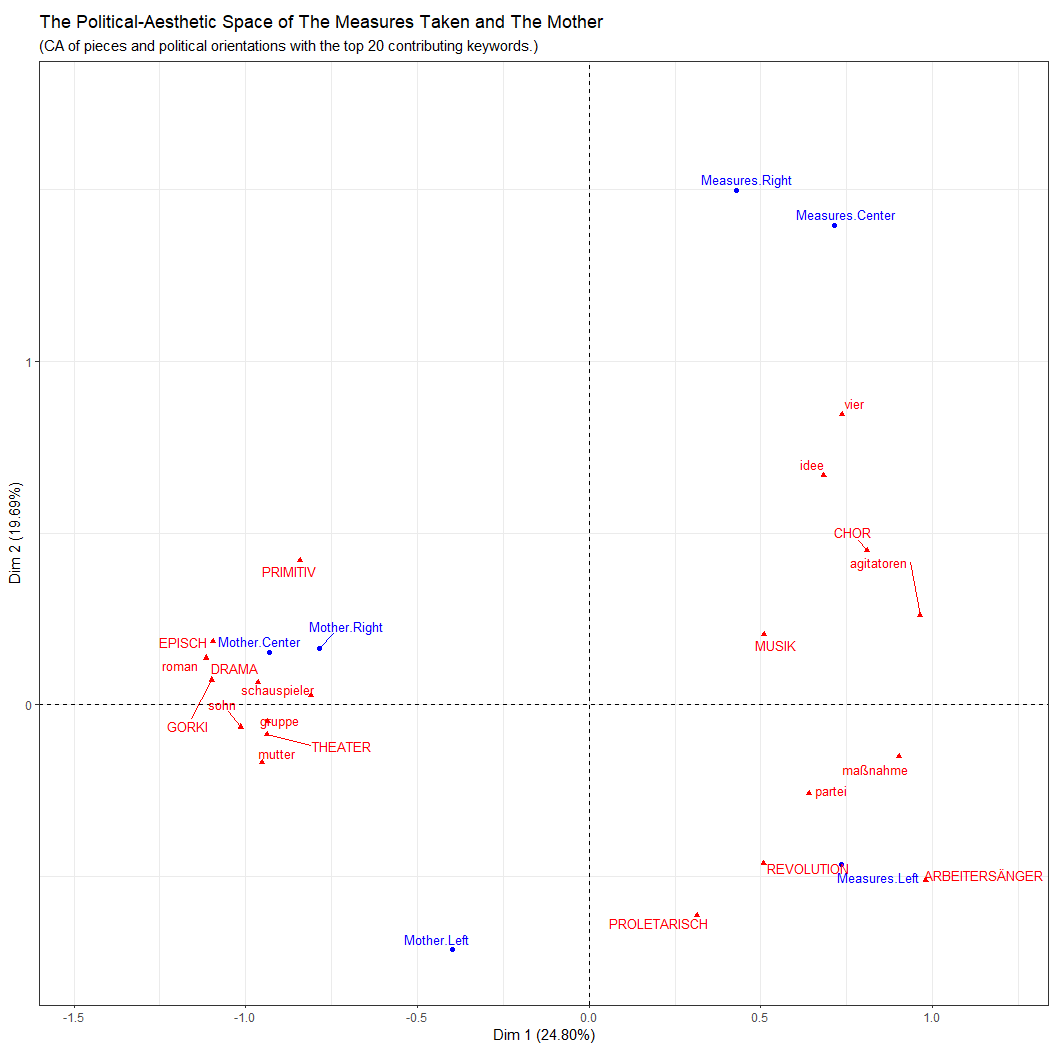 The Political-Aesthetic Space of The Measures Taken and The Mother
(CA of pieces and political orientations with the top 20 contributing keywords.)
Measures.Right
Measures.Center
vier
idee
CHOR
agitatoren
PRIMITIV
Mother.Right
EPISCH
Mother.Center
MUSIK
roman
DRAMA
schauspieler
sohn
gruppe
GORKI
THEATER
mutter
maßnahme
partei
REVOLUTION
Measures.Left
ARBEITERSÄNGER
PROLETARISCH
Mother.Left
1
0
Dim 2 (19.69%)
-1.5
-1.0
-0.5
0.0
0.5
1.0
Dim 1 (24.80%)